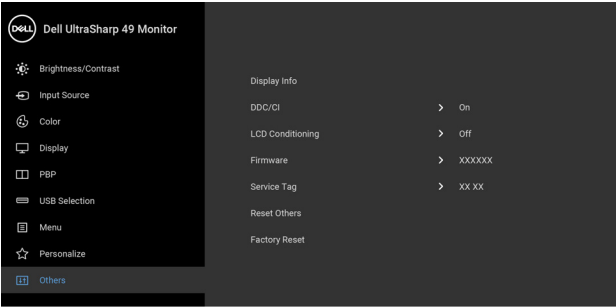 DELL Dell UltraSharp 49 Monitor
Brightness/Contrast
Input Source
Color
Display
PBP
USB Selection
Menu
Personalize
Others
Display Info
DDC/CI > On
LCD Conditioning > Off
Firmware > XXXXXX
Service Tag > XX XX
Reset Others
Factory Reset